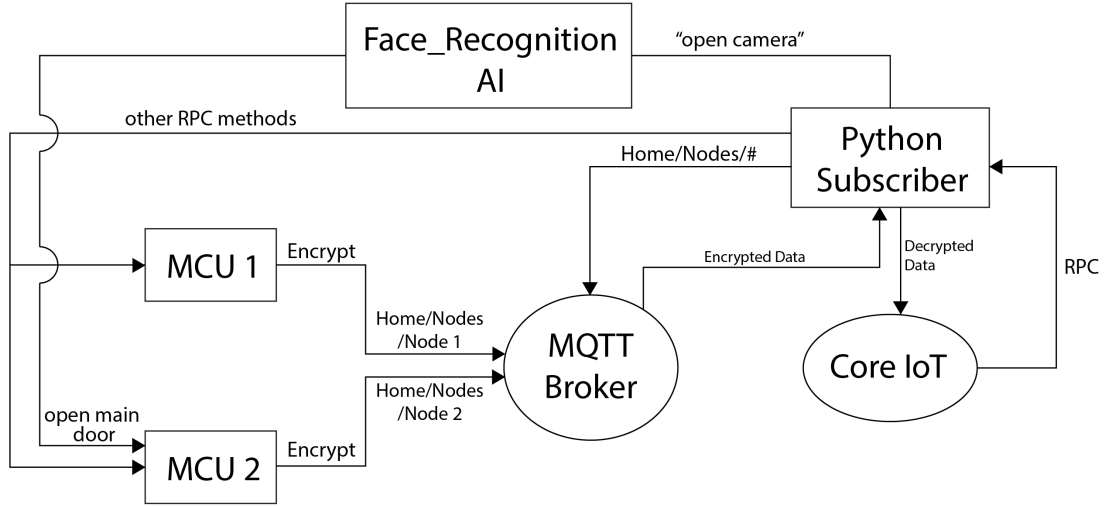 Face_Recognition
AI
“open camera”
other RPC methods
Python
Subscriber
Home/Nodes/#
MCU 1
Encrypt
Encrypted Data
Decrypted
Data
RPC
Home/Nodes
/Node 1
MQTT
Broker
Core IoT
Home/Nodes
/Node 2
open main
door
MCU 2
Encrypt